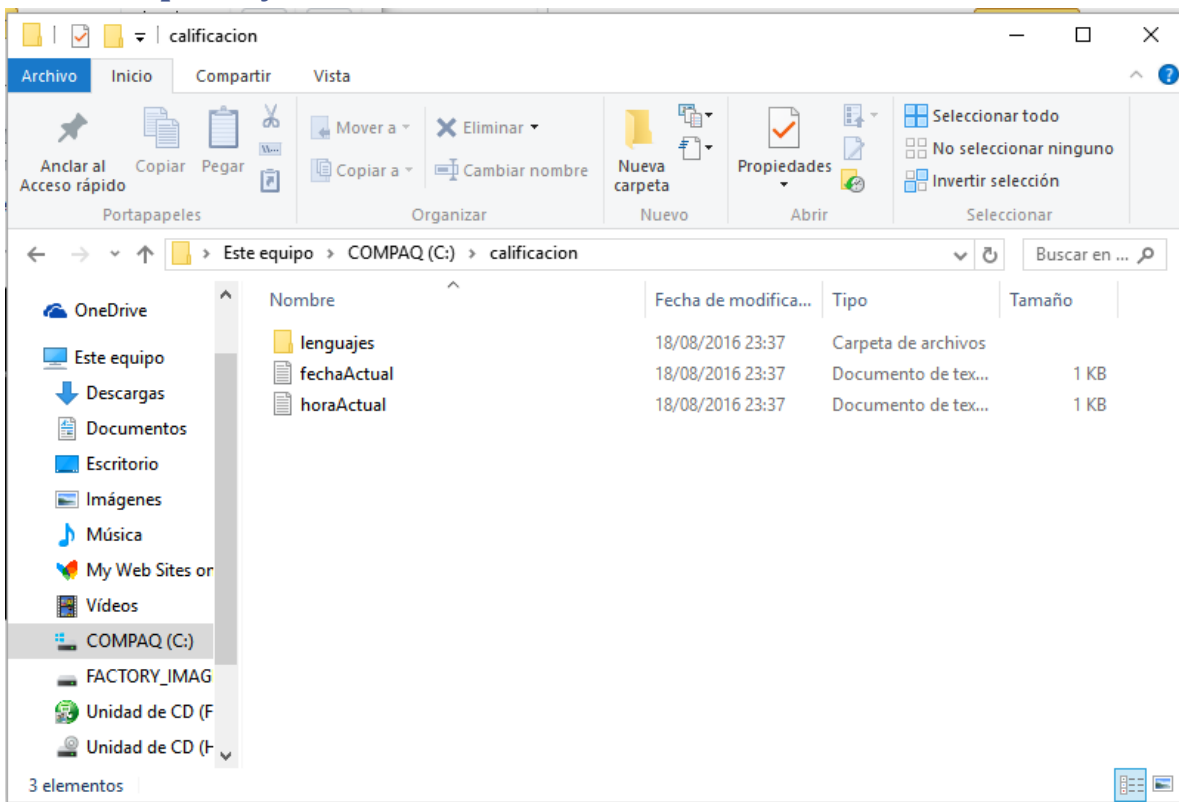 calificacion
Archivo Inicio Compartir Vista
Anclar al
Acceso rápido
Copiar
Pegar
Mover a
Copiar a
Eliminar
Cambiar nombre
Nueva
carpeta
Propiedades
Seleccionar todo
No seleccionar ninguno
Invertir selección
Portapapeles Organizar Nuevo Abrir Seleccionar
Este equipo > COMPAQ (C:) > calificacion
Buscar en ...
Nombre Fecha de modifica... Tipo Tamaño
lenguajes 18/08/2016 23:37 Carpeta de archivos
fechaActual 18/08/2016 23:37 Documento de tex... 1 KB
horaActual 18/08/2016 23:37 Documento de tex... 1 KB
OneDrive
Este equipo
Descargas
Documentos
Escritorio
Imágenes
Música
My Web Sites on
Vídeos
COMPAQ (C:)
FACTORY_IMAG
Unidad de CD (F
Unidad de CD (H
3 elementos